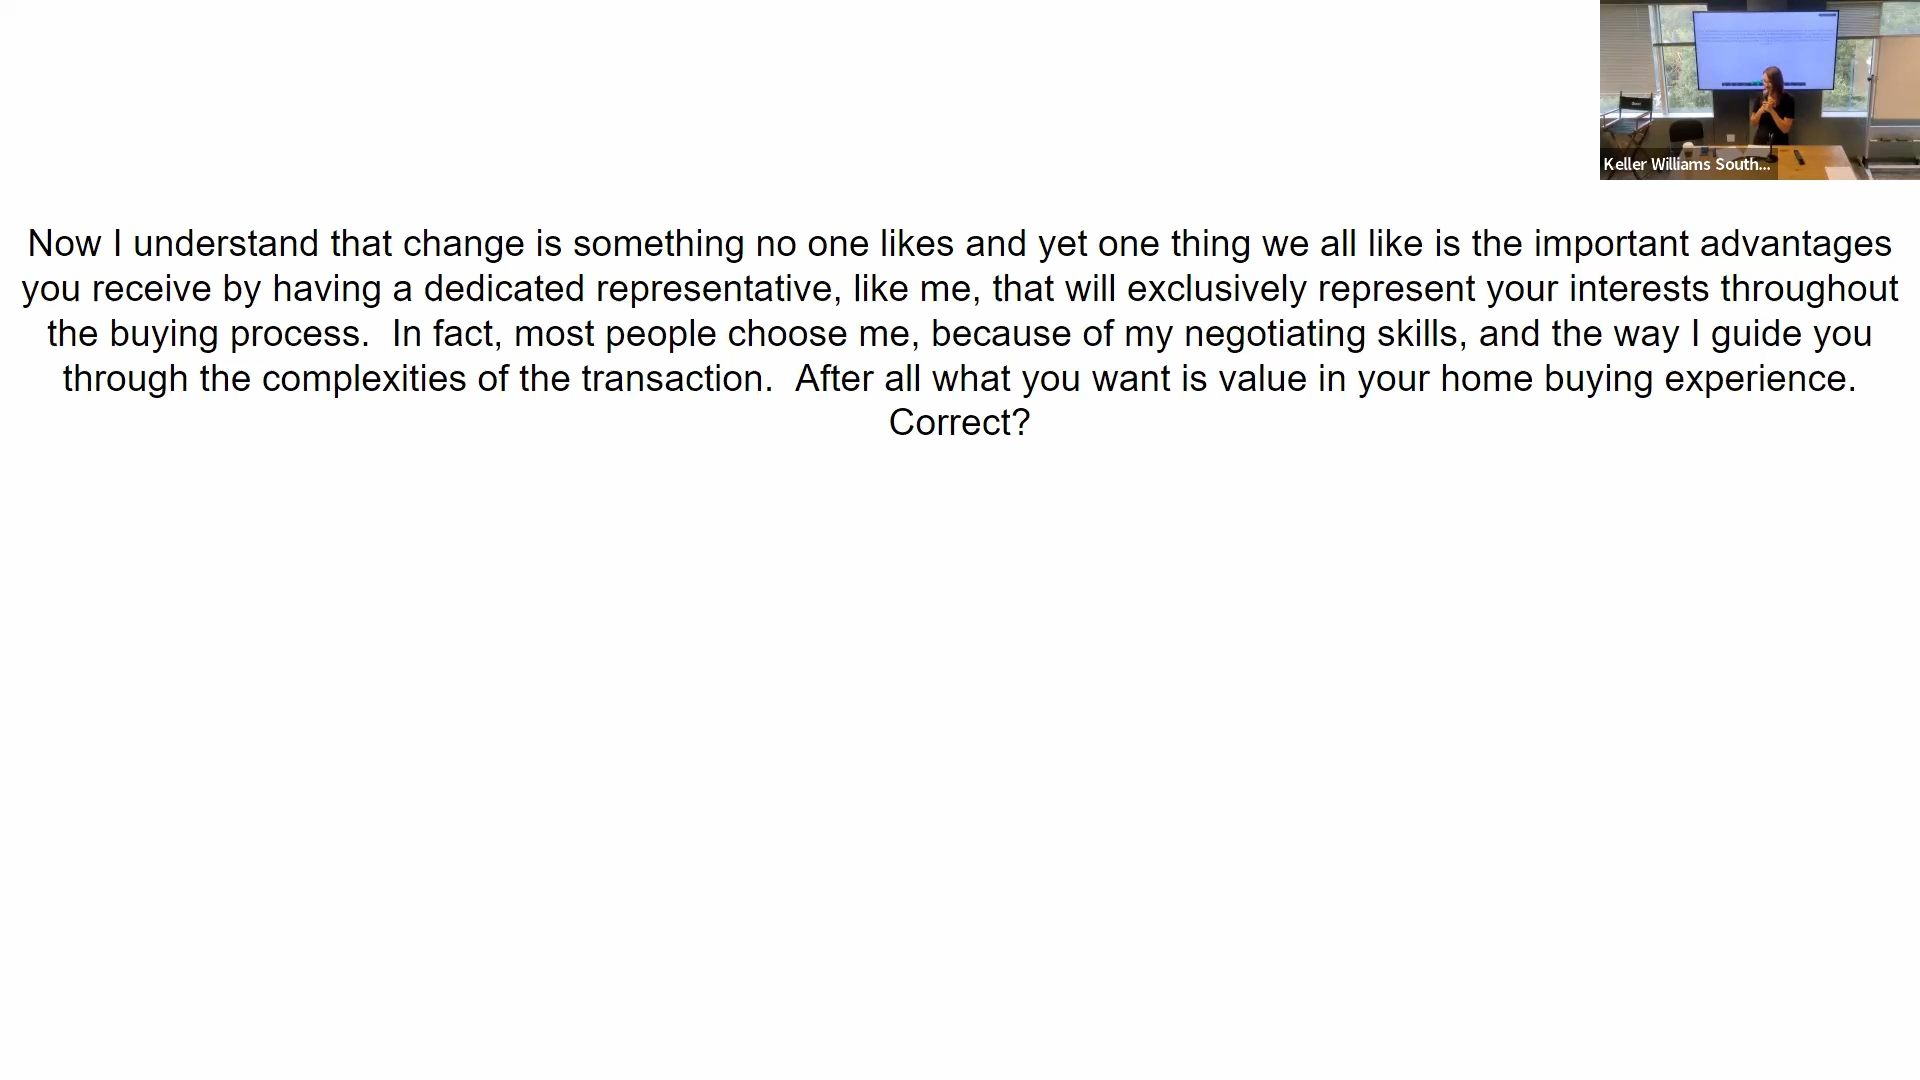 Keller Williams South...
Now I understand that change is something no one likes and yet one thing we all like is the important advantages
you receive by having a dedicated representative, like me, that will exclusively represent your interests throughout
the buying process.  In fact, most people choose me, because of my negotiating skills, and the way I guide you
through the complexities of the transaction.  After all what you want is value in your home buying experience.
Correct?